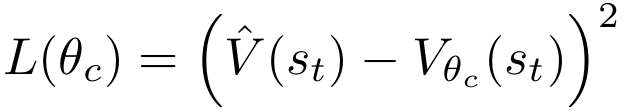 L(θ_c) = (V̂(s_t) − V_{θ_c}(s_t))²